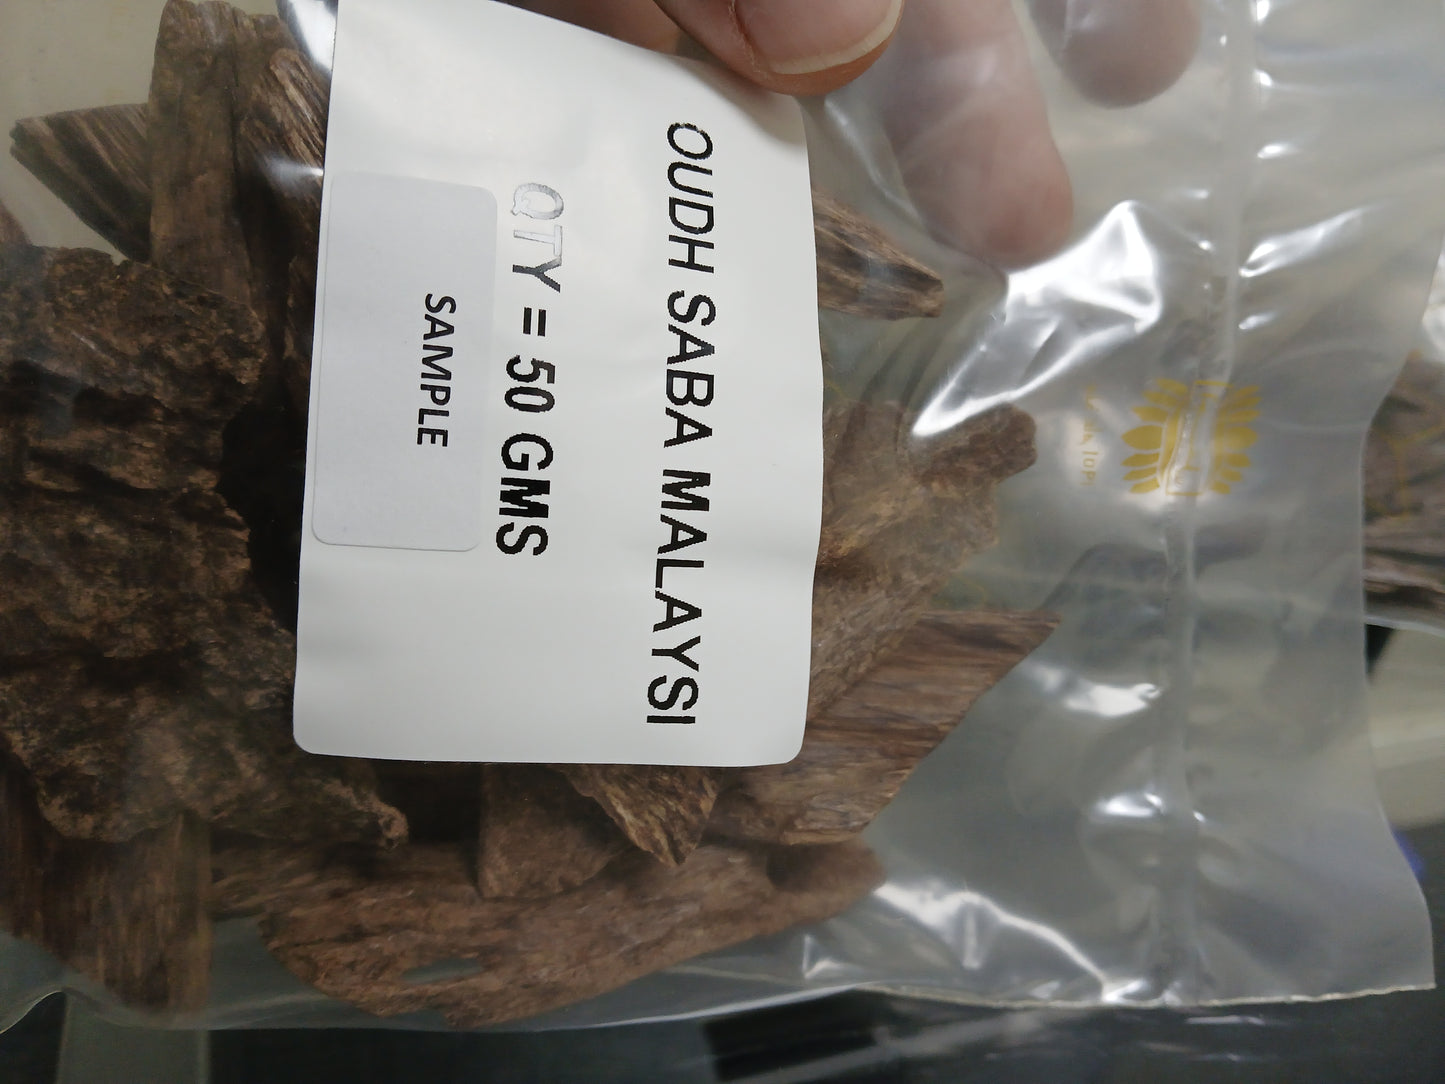 OUDH SABA MALAYSI
QTY = 50 GMS
SAMPLE